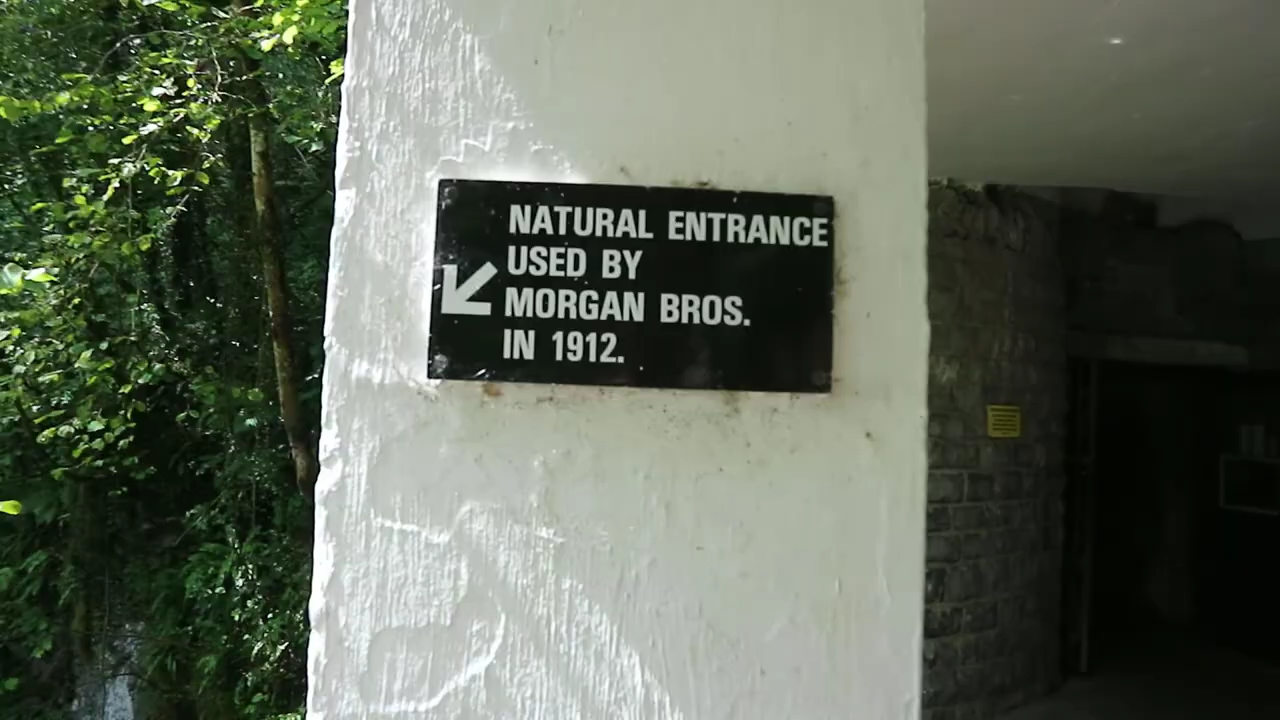 NATURAL ENTRANCE
USED BY
MORGAN BROS.
IN 1912.